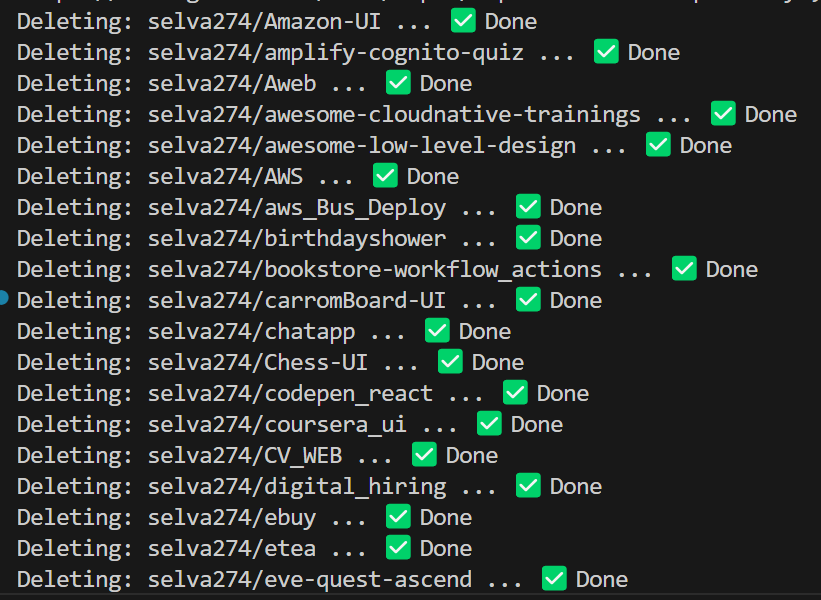 Deleting: selva274/Amazon-UI ... ✅ Done
Deleting: selva274/amplify-cognito-quiz ... ✅ Done
Deleting: selva274/Aweb ... ✅ Done
Deleting: selva274/awesome-cloudnative-trainings ... ✅ Done
Deleting: selva274/awesome-low-level-design ... ✅ Done
Deleting: selva274/AWS ... ✅ Done
Deleting: selva274/aws_Bus_Deploy ... ✅ Done
Deleting: selva274/birthdayshower ... ✅ Done
Deleting: selva274/bookstore-workflow_actions ... ✅ Done
Deleting: selva274/carromBoard-UI ... ✅ Done
Deleting: selva274/chatapp ... ✅ Done
Deleting: selva274/Chess-UI ... ✅ Done
Deleting: selva274/codepen_react ... ✅ Done
Deleting: selva274/coursera_ui ... ✅ Done
Deleting: selva274/CV_WEB ... ✅ Done
Deleting: selva274/digital_hiring ... ✅ Done
Deleting: selva274/ebuy ... ✅ Done
Deleting: selva274/etea ... ✅ Done
Deleting: selva274/eve-quest-ascend ... ✅ Done